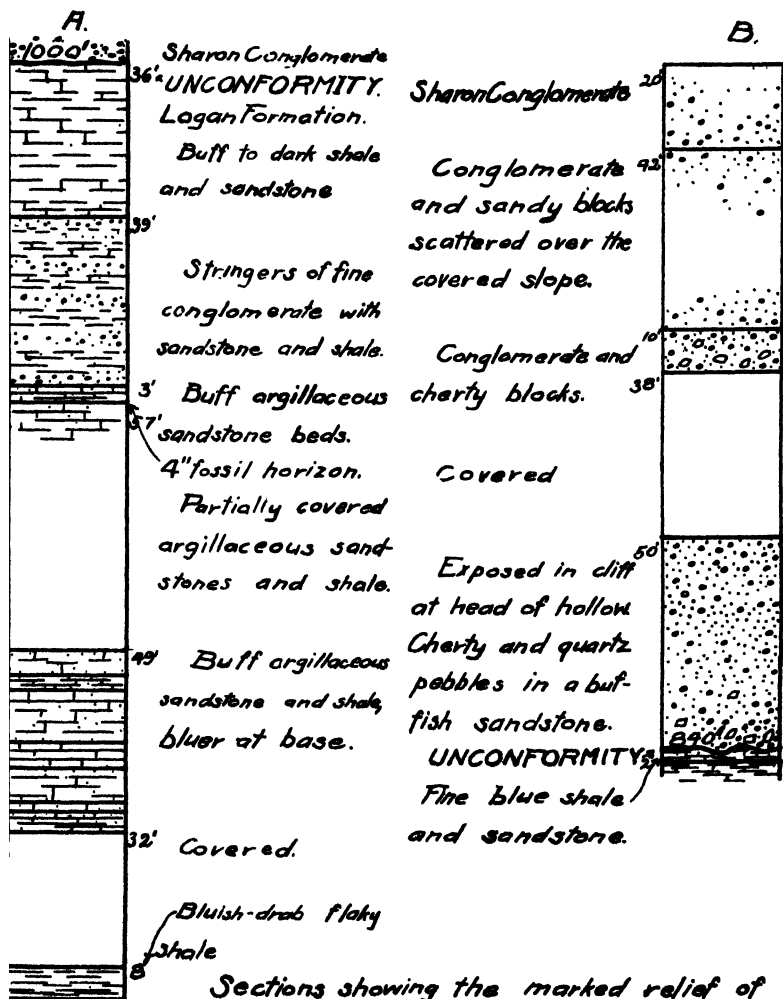 A.
1000'
Sharon Conglomerate
36'
UNCONFORMITY.
Logan Formation.
Buff to dark shale
and sandstone
39'
Stringers of fine
conglomerate with
sandstone and shale.
3'
Buff argillaceous
sandstone beds.
57'
4" fossil horizon.
Partially covered
argillaceous sand-
stones and shale.
49'
Buff argillaceous
sandstone and shale,
bluer at base.
32'
Covered.
Bluish-drab flaky
shale
8'
B.
20'
Sharon Conglomerate
92'
Conglomerate
and sandy blocks
scattered over the
covered slope.
10'
Conglomerate and
cherty blocks.
38'
Covered
50'
Exposed in cliff
at head of hollow.
Cherty and quartz
pebbles in a buf-
fish sandstone.
840'
UNCONFORMITY
2'
Fine blue shale
and sandstone.
Sections showing the marked relief of